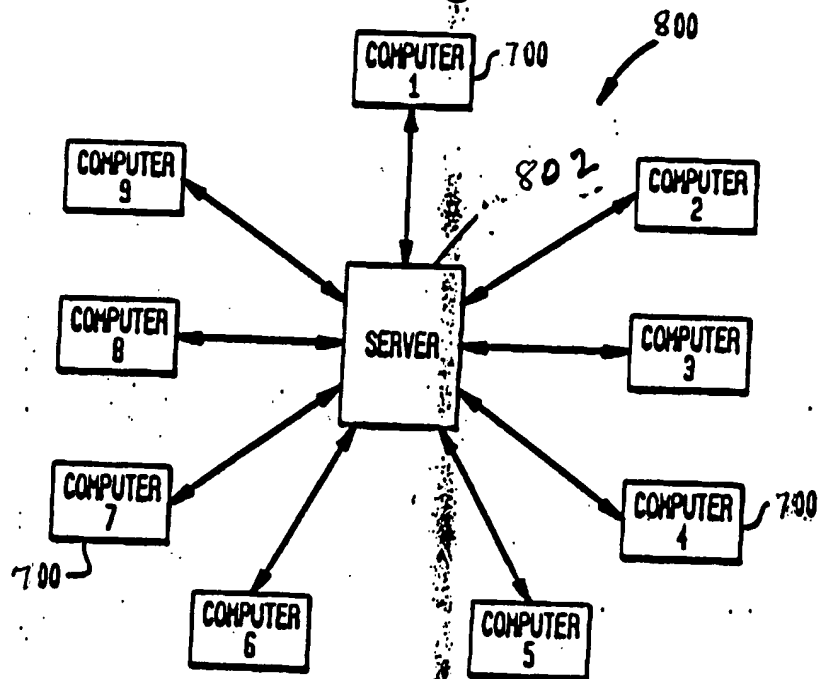 800
COMPUTER
1
700
COMPUTER
9
802
COMPUTER
2
COMPUTER
8
SERVER
COMPUTER
3
COMPUTER
7
700
COMPUTER
4
700
COMPUTER
6
COMPUTER
5